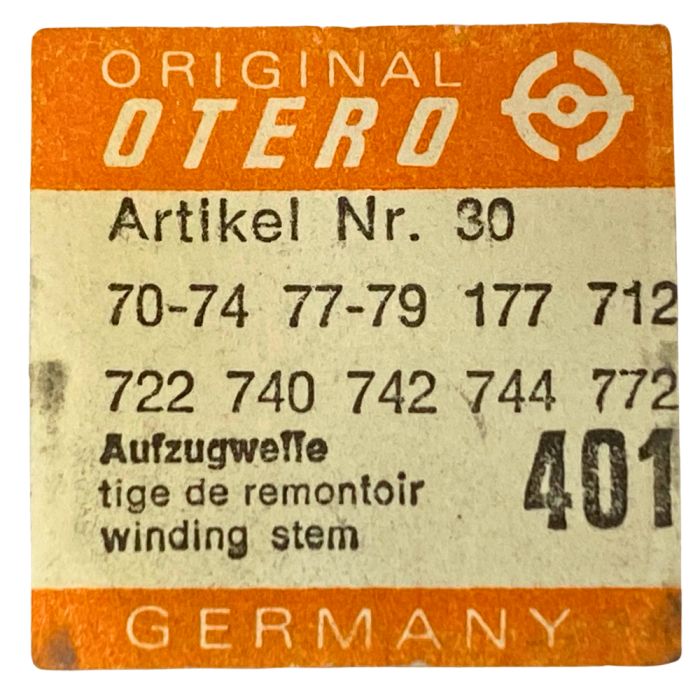 ORIGINAL
OTERO
Artikel Nr. 30
70-74 77-79 177 712
722 740 742 744 772
Aufzugwelle
tige de remontoir
winding stem
401
GERMANY